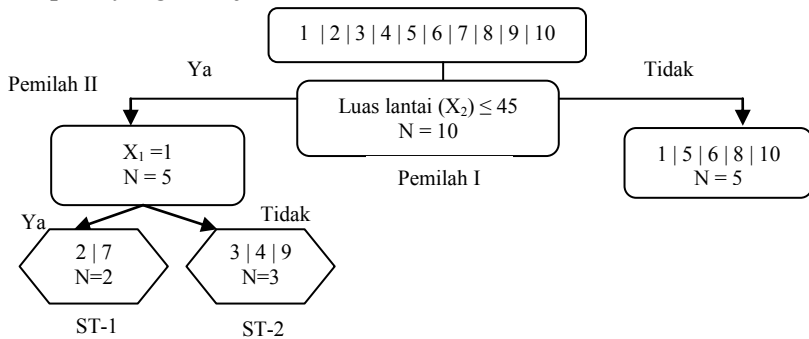 1 | 2 | 3 | 4 | 5 | 6 | 7 | 8 | 9 | 10
Ya
Tidak
Pemilah II
Luas lantai (X₂) ≤ 45
N = 10
Pemilah I
X₁ =1
N = 5
1 | 5 | 6 | 8 | 10
N = 5
Ya
Tidak
2 | 7
N=2
3 | 4 | 9
N=3
ST-1
ST-2